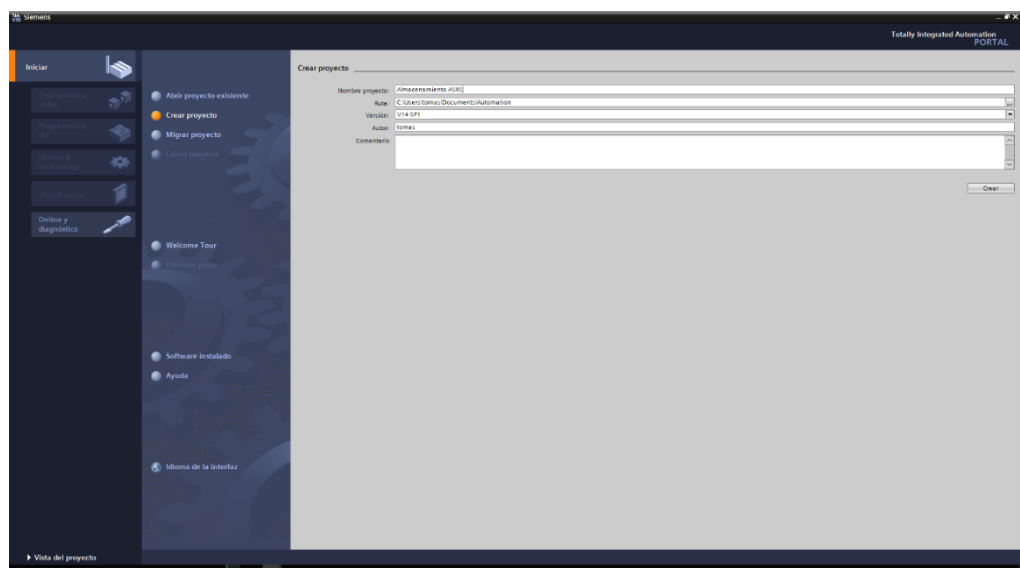 Siemens
Totally Integrated Automation
PORTAL
Iniciar
Online y
diagnóstico
Abrir proyecto existente
Crear proyecto
Migrar proyecto
Cerrar proyecto
Welcome Tour
Software instalado
Ayuda
Idioma de la interfaz
Crear proyecto
Nombre proyecto: Almacenamiento ASRS
Ruta: C:\Users\tomas\Documents\Automation
...
Versión: V14 SP1
Autor: tomas
Comentario
Crear
Vista del proyecto